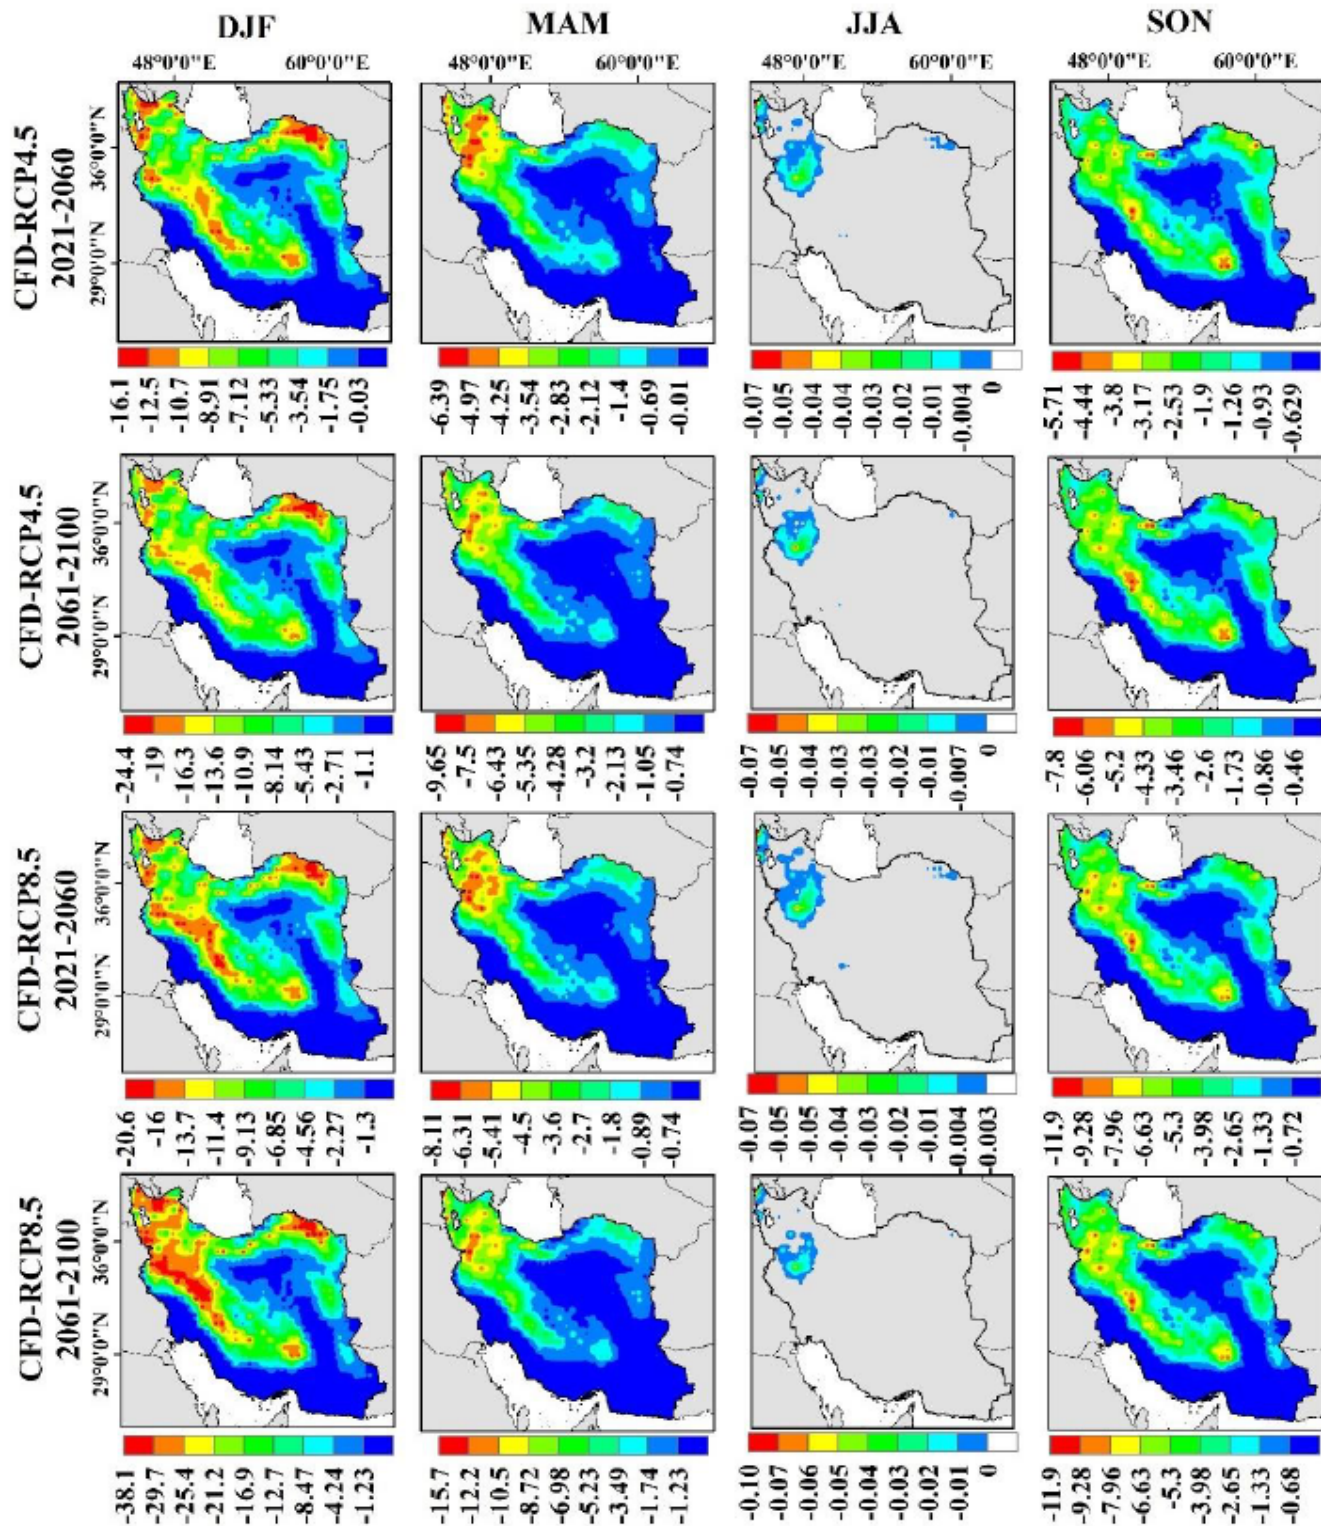 DJF MAM JJA SON
48°0'0"E 60°0'0"E 48°0'0"E 60°0'0"E 48°0'0"E 60°0'0"E 48°0'0"E 60°0'0"E
CFD-RCP4.5
2021-2060
36°0'0"N
29°0'0"N
-16.1 -12.5 -10.7 -8.91 -7.12 -5.33 -3.54 -1.75 -0.03
-6.39 -4.97 -4.25 -3.54 -2.83 -2.12 -1.4 -0.69 -0.01
-0.07 -0.05 -0.04 -0.04 -0.03 -0.02 -0.01 -0.004 0
-5.71 -4.44 -3.8 -3.17 -2.53 -1.9 -1.26 -0.93 -0.629
CFD-RCP4.5
2061-2100
36°0'0"N
29°0'0"N
-24.4 -19 -16.3 -13.6 -10.9 -8.14 -5.43 -2.71 -1.1
-9.65 -7.5 -6.43 -5.35 -4.28 -3.2 -2.13 -1.05 -0.74
-0.07 -0.05 -0.04 -0.03 -0.03 -0.02 -0.01 -0.007 0
-7.8 -6.06 -5.2 -4.33 -3.46 -2.6 -1.73 -0.86 -0.46
CFD-RCP8.5
2021-2060
36°0'0"N
29°0'0"N
-20.6 -16 -13.7 -11.4 -9.13 -6.85 -4.56 -2.27 -1.3
-8.11 -6.31 -5.41 -4.5 -3.6 -2.7 -1.8 -0.89 -0.74
-0.07 -0.05 -0.05 -0.04 -0.03 -0.02 -0.01 -0.004 -0.003
-11.9 -9.28 -7.96 -6.63 -5.3 -3.98 -2.65 -1.33 -0.72
CFD-RCP8.5
2061-2100
36°0'0"N
29°0'0"N
-38.1 -29.7 -25.4 -21.2 -16.9 -12.7 -8.47 -4.24 -1.23
-15.7 -12.2 -10.5 -8.72 -6.98 -5.23 -3.49 -1.74 -1.23
-0.10 -0.07 -0.06 -0.05 -0.04 -0.03 -0.02 -0.01 0
-11.9 -9.28 -7.96 -6.63 -5.3 -3.98 -2.65 -1.33 -0.68